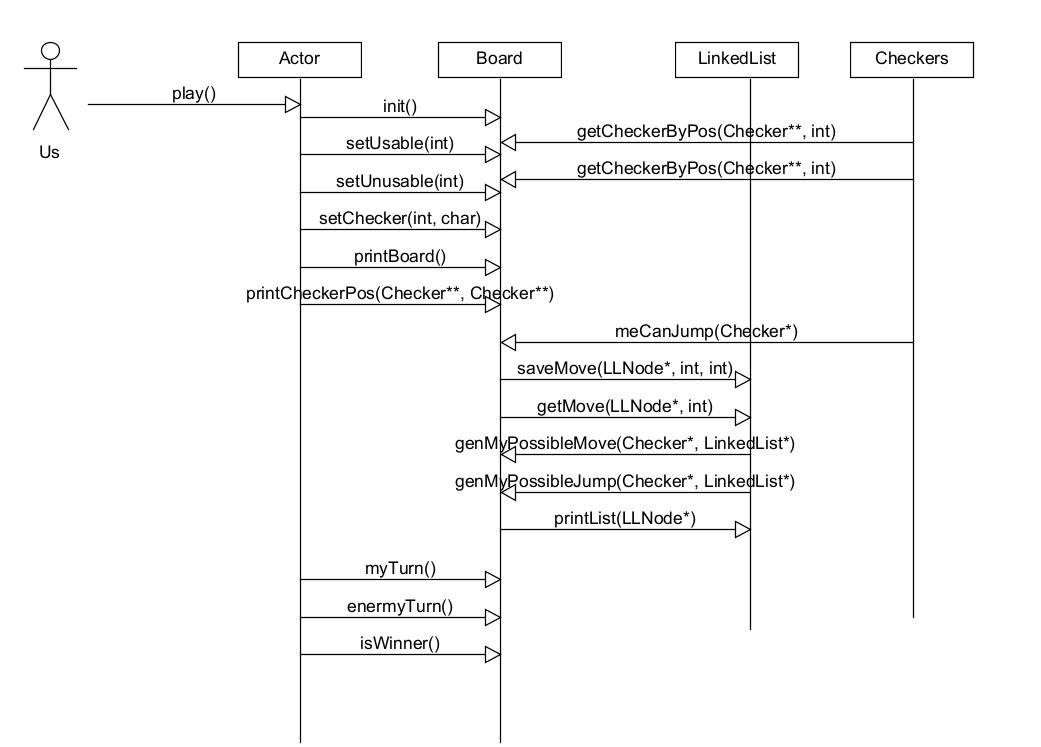 Actor
Board
LinkedList
Checkers
play()
init()
getCheckerByPos(Checker**, int)
setUsable(int)
getCheckerByPos(Checker**, int)
setUnusable(int)
setChecker(int, char)
printBoard()
printCheckerPos(Checker**, Checker**)
meCanJump(Checker*)
saveMove(LLNode*, int, int)
getMove(LLNode*, int)
genMyPossibleMove(Checker*, LinkedList*)
genMyPossibleJump(Checker*, LinkedList*)
printList(LLNode*)
myTurn()
enermyTurn()
isWinner()
Us